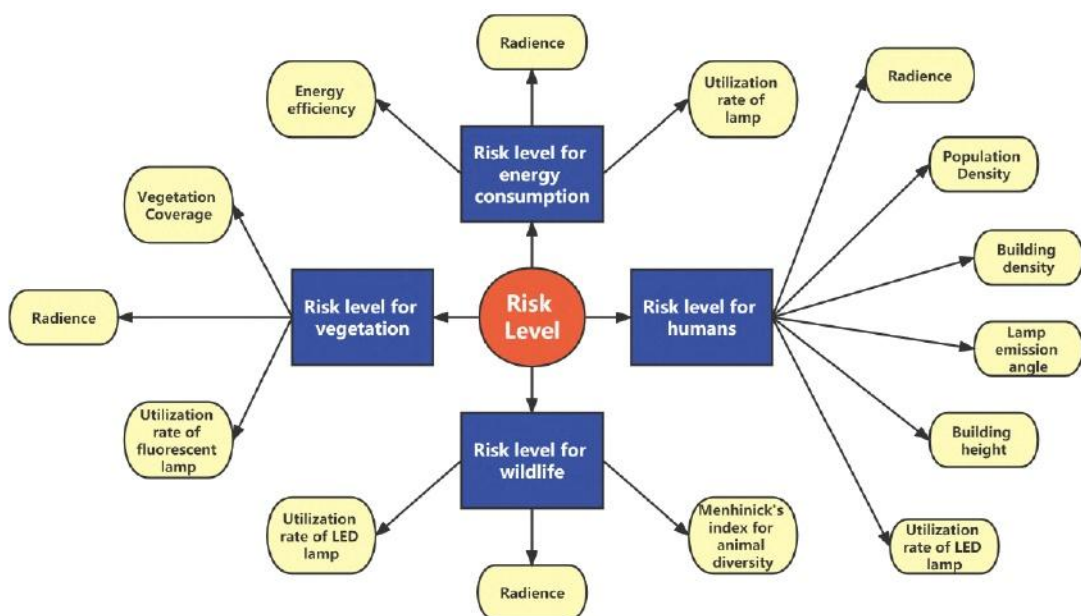 Radience
Energy
efficiency
Utilization
rate of
lamp
Radience
Risk level for
energy
consumption
Population
Density
Vegetation
Coverage
Building
density
Radience
Risk level for
vegetation
Risk
Level
Risk level for
humans
Lamp
emission
angle
Utilization
rate of
fluorescent
lamp
Building
height
Risk level for
wildlife
Utilization
rate of LED
lamp
Radience
Menhinick's
index for
animal
diversity
Utilization
rate of LED
lamp